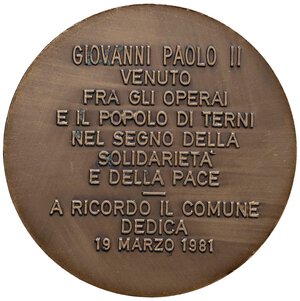 GIOVANNI PAOLO II
VENUTO
FRA GLI OPERAI
E IL POPOLO DI TERNI
NEL SEGNO DELLA
SOLIDARIETA'
E DELLA PACE
A RICORDO IL COMUNE
DEDICA
19 MARZO 1981